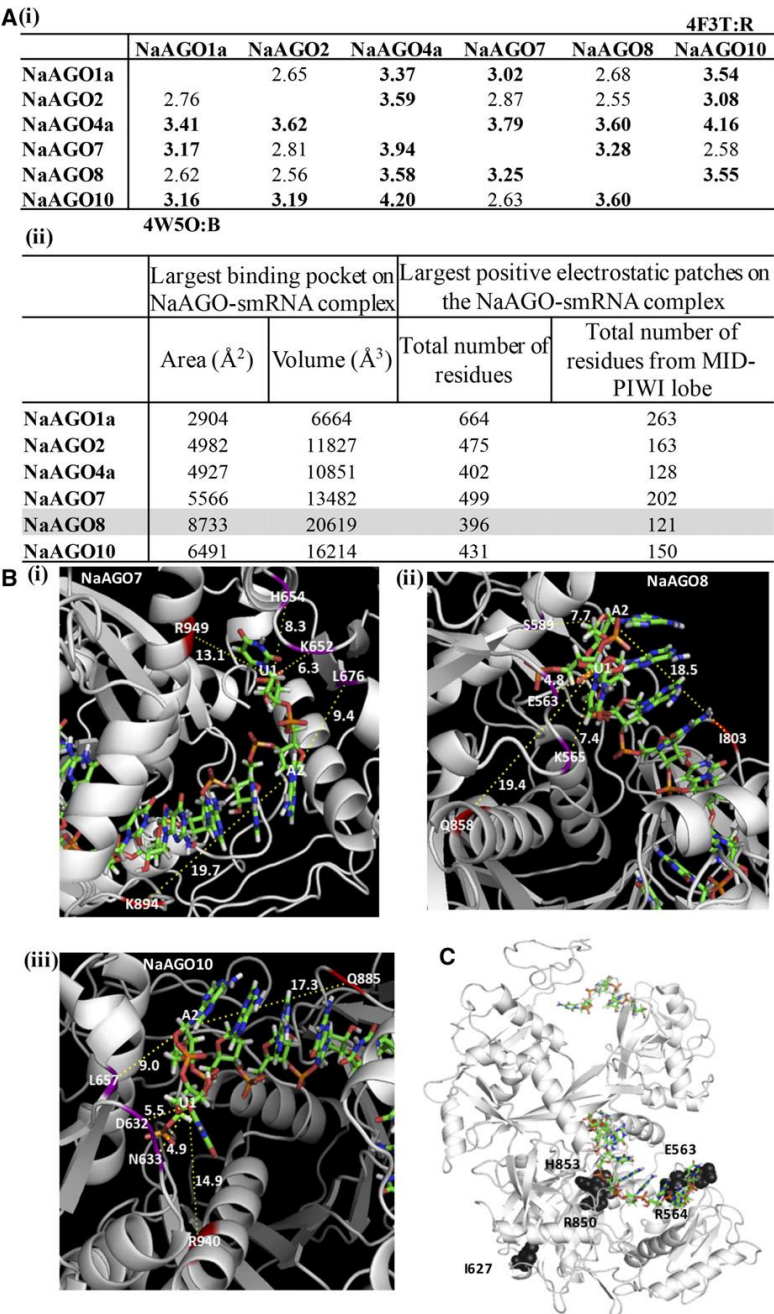 A (i)
4F3T:R
NaAGO1a NaAGO2 NaAGO4a NaAGO7 NaAGO8 NaAGO10
NaAGO1a 2.65 3.37 3.02 2.68 3.54
NaAGO2 2.76 3.59 2.87 2.55 3.08
NaAGO4a 3.41 3.62 3.79 3.60 4.16
NaAGO7 3.17 2.81 3.94 3.28 2.58
NaAGO8 2.62 2.56 3.58 3.25 3.55
NaAGO10 3.16 3.19 4.20 2.63 3.60
4W5O:B
(ii)
Largest binding pocket on NaAGO-smRNA complex
Largest positive electrostatic patches on the NaAGO-smRNA complex
Area (Å2) Volume (Å3) Total number of residues Total number of residues from MID-PIWI lobe
NaAGO1a 2904 6664 664 263
NaAGO2 4982 11827 475 163
NaAGO4a 4927 10851 402 128
NaAGO7 5566 13482 499 202
NaAGO8 8733 20619 396 121
NaAGO10 6491 16214 431 150
B (i)
NaAGO7
H654
8.3
R949
K652
13.1
U1
6.3
L676
9.4
A2
19.7
K894
(ii)
NaAGO8
A2
7.7
S589
U1
18.5
4.8
E563
7.4
K565
I803
19.4
Q858
(iii)
NaAGO10
17.3
Q885
A2
9.0
L657
U1
5.5
D632
4.9
N633
14.9
R940
C
H853
E563
R850
R564
I627